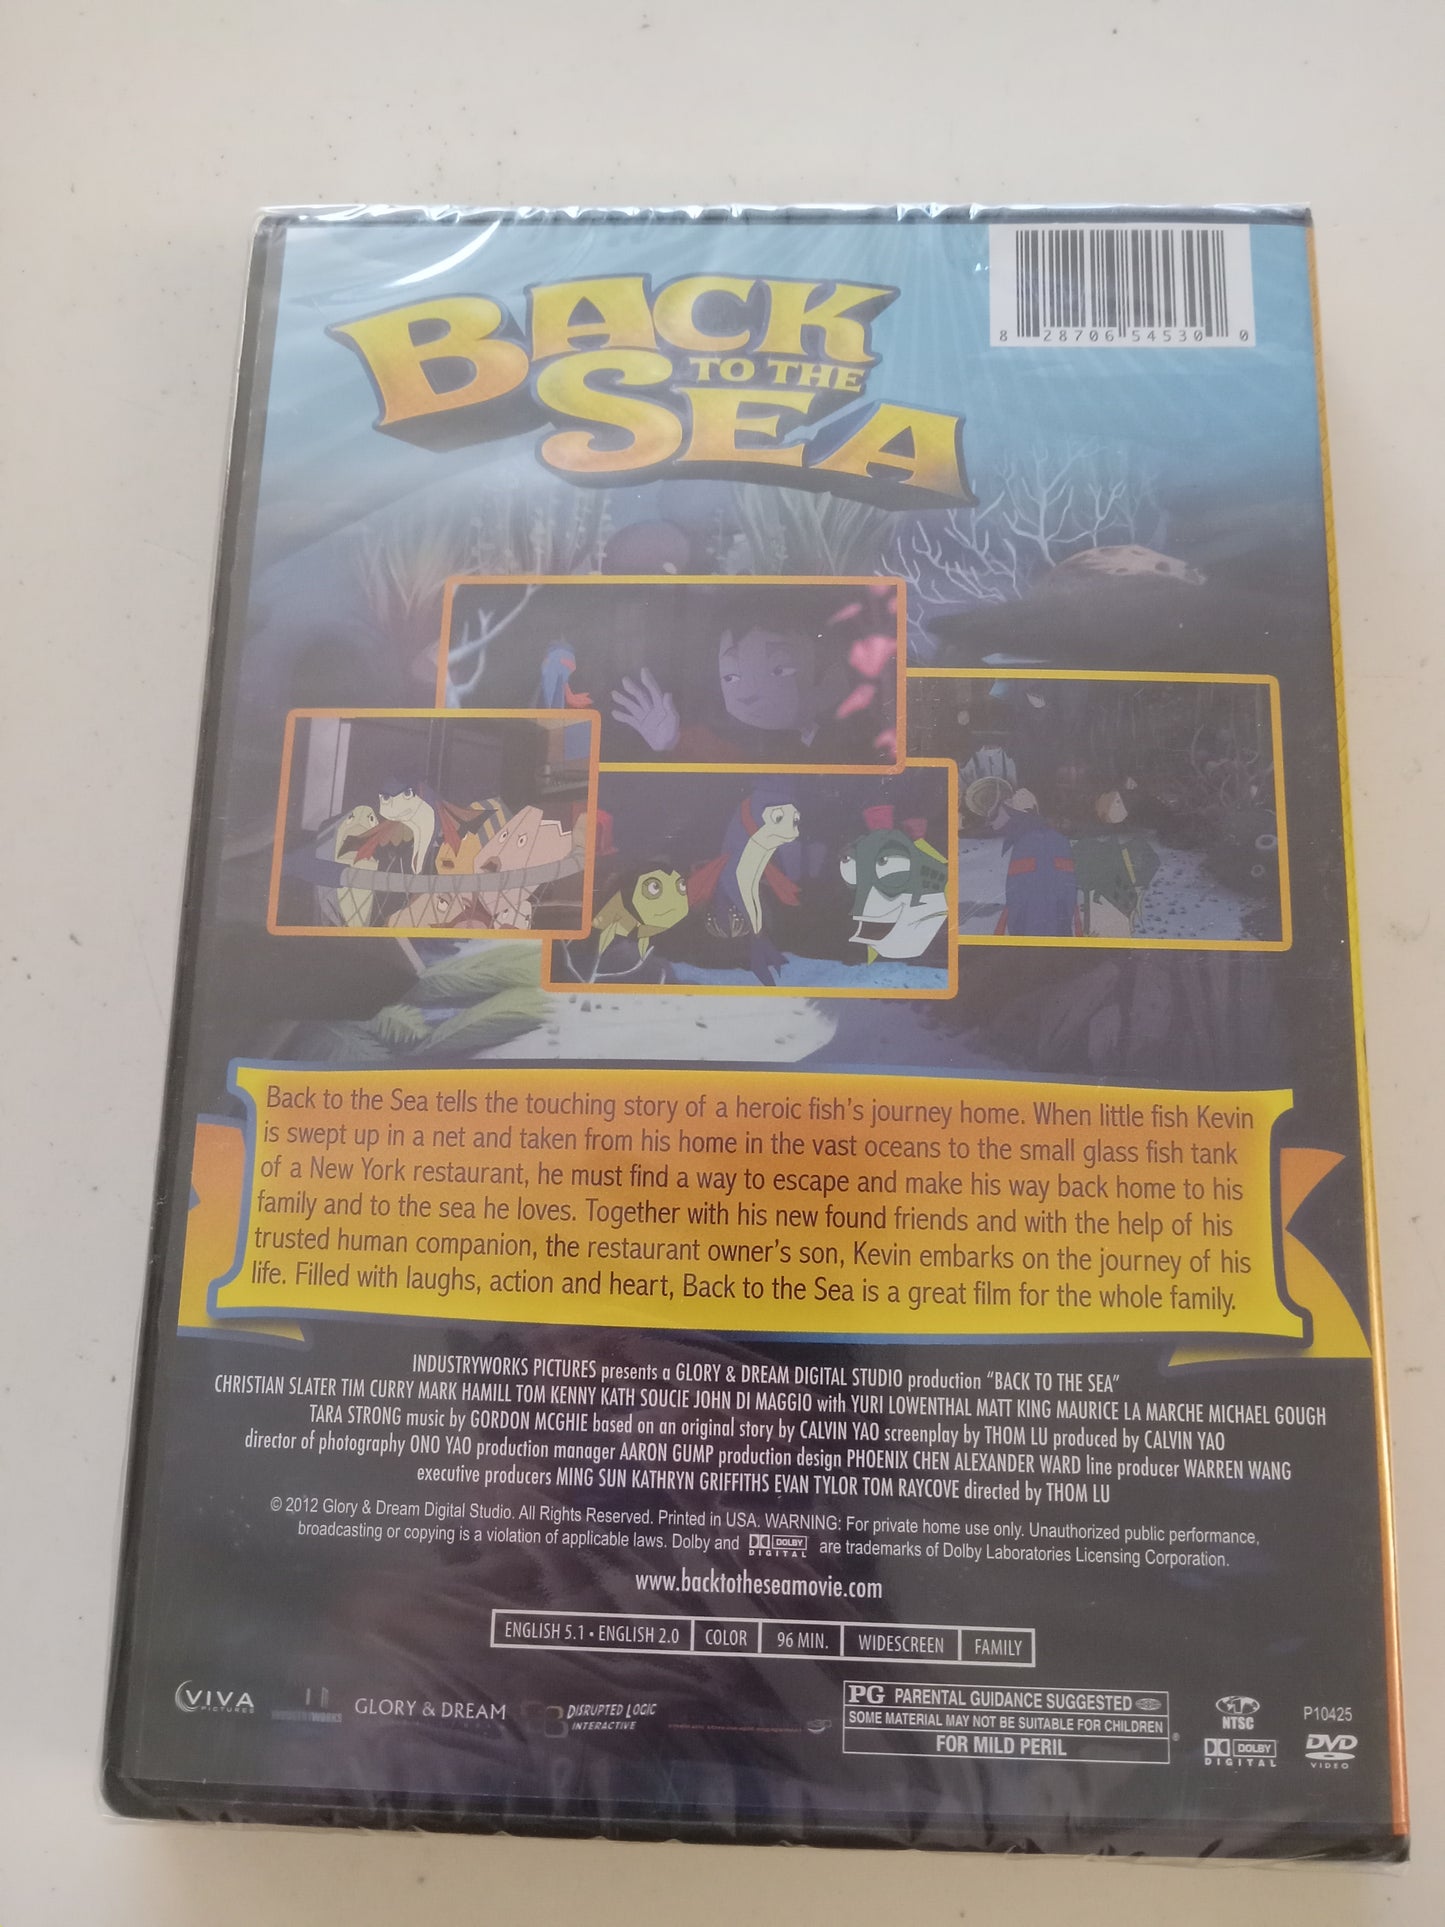 8 28706 54530 0
BACK
TO THE
SEA
Back to the Sea tells the touching story of a heroic fish's journey home. When little fish Kevin
is swept up in a net and taken from his home in the vast oceans to the small glass fish tank
of a New York restaurant, he must find a way to escape and make his way back home to his
family and to the sea he loves. Together with his new found friends and with the help of his
trusted human companion, the restaurant owner's son, Kevin embarks on the journey of his
life. Filled with laughs, action and heart, Back to the Sea is a great film for the whole family.
INDUSTRYWORKS PICTURES presents a GLORY & DREAM DIGITAL STUDIO production "BACK TO THE SEA"
CHRISTIAN SLATER TIM CURRY MARK HAMILL TOM KENNY KATH SOUCIE JOHN DI MAGGIO with YURI LOWENTHAL MATT KING MAURICE LA MARCHE MICHAEL GOUGH
TARA STRONG music by GORDON MCGHIE based on an original story by CALVIN YAO screenplay by THOM LU produced by CALVIN YAO
director of photography ONO YAO production manager AARON GUMP production design PHOENIX CHEN ALEXANDER WARD line producer WARREN WANG
executive producers MING SUN KATHRYN GRIFFITHS EVAN TYLOR TOM RAYCOVE directed by THOM LU
© 2012 Glory & Dream Digital Studio. All Rights Reserved. Printed in USA. WARNING: For private home use only. Unauthorized public performance,
broadcasting or copying is a violation of applicable laws. Dolby and DOLBY DIGITAL are trademarks of Dolby Laboratories Licensing Corporation.
www.backtotheseamovie.com
ENGLISH 5.1 • ENGLISH 2.0 COLOR 96 MIN. WIDESCREEN FAMILY
VIVA PICTURES
INDUSTRYWORKS
GLORY & DREAM
DISRUPTED LOGIC
INTERACTIVE
PG PARENTAL GUIDANCE SUGGESTED
SOME MATERIAL MAY NOT BE SUITABLE FOR CHILDREN
FOR MILD PERIL
®
NTSC
DOLBY
DIGITAL
P10425
DVD
VIDEO